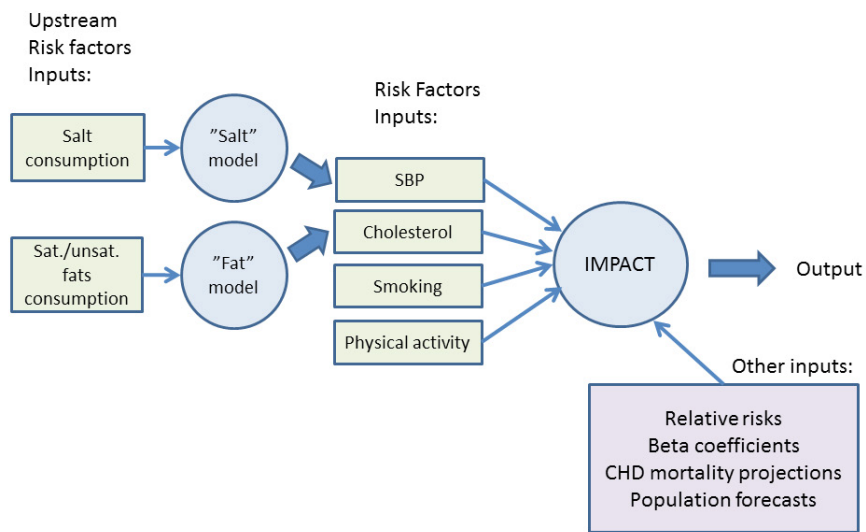 Upstream
Risk factors
Inputs:
Salt
consumption
”Salt”
model
Sat./unsat.
fats
consumption
”Fat”
model
Risk Factors
Inputs:
SBP
Cholesterol
Smoking
Physical activity
IMPACT
Output
Other inputs:
Relative risks
Beta coefficients
CHD mortality projections
Population forecasts